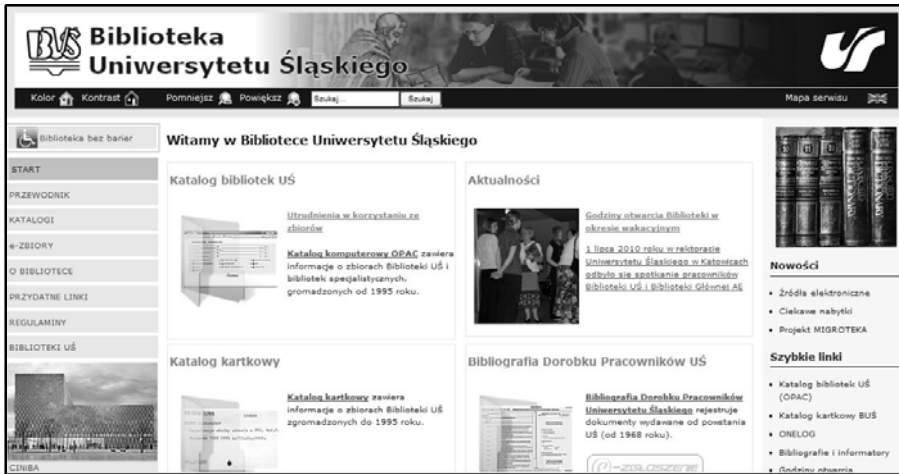 BUŚ
Biblioteka
Uniwersytetu Śląskiego
Kolor Kontrast Pomniejsz Powiększ Szukaj... Szukaj Mapa serwisu
Biblioteka bez barier
START
PRZEWODNIK
KATALOGI
e-ZBIORY
O BIBLIOTECE
PRZYDATNE LINKI
REGULAMINY
BIBLIOTEKI UŚ
CINiBA
Witamy w Bibliotece Uniwersytetu Śląskiego
Katalog bibliotek UŚ
Utrudnienia w korzystaniu ze
zbiorów
Katalog komputerowy OPAC zawiera
informacje o zbiorach Biblioteki UŚ i
bibliotek specjalistycznych,
gromadzonych od 1995 roku.
Aktualności
Godziny otwarcia Biblioteki w
okresie wakacyjnym
1 lipca 2010 roku w rektoracie
Uniwersytetu Śląskiego w Katowicach
odbyło się spotkanie pracowników
Biblioteki UŚ i Biblioteki Głównej AE
Katalog kartkowy
Katalog kartkowy zawiera
informacje o zbiorach Biblioteki UŚ
zgromadzonych do 1995 roku.
Bibliografia Dorobku Pracowników UŚ
Bibliografia Dorobku Pracowników
Uniwersytetu Śląskiego rejestruje
dokumenty wydawane od powstania
UŚ (od 1968 roku).
e-ZGŁOSZENIE
10 11 12
Nowości
• Źródła elektroniczne
• Ciekawe nabytki
• Projekt MIGROTEKA
Szybkie linki
• Katalog bibliotek UŚ
(OPAC)
• Katalog kartkowy BUŚ
• ONELOG
• Bibliografie i informatory
• Godziny otwarcia